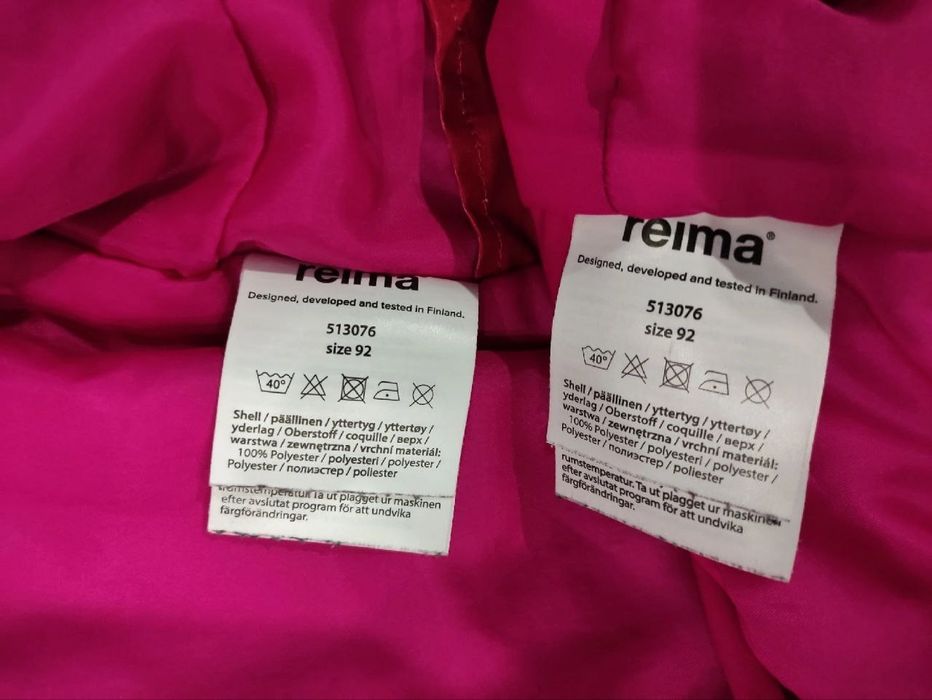 reima
Designed, developed and tested in Finland.
513076
size 92
40°
Shell / päällinen / yttertyg / yttertøy /
yderlag / Oberstoff / coquille / верх /
warstwa / zewnętrzna / vrchní materiál:
100% Polyester / polyesteri / polyester /
Polyester / полиэстер / poliester
rumstemperatur. Ta ut plagget ur maskinen
efter avslutat program för att undvika
färgförändringar.
reima®
Designed, developed and tested in Finland.
513076
size 92
40°
Shell / päällinen / yttertyg / yttertøy /
yderlag / Oberstoff / coquille / верх /
warstwa / zewnętrzna / vrchní materiál:
100% Polyester / polyesteri / polyester /
Polyester / полиэстер / poliester
rumstemperatur. Ta ut plagget ur maskinen
efter avslutat program för att undvika
färgförändringar.